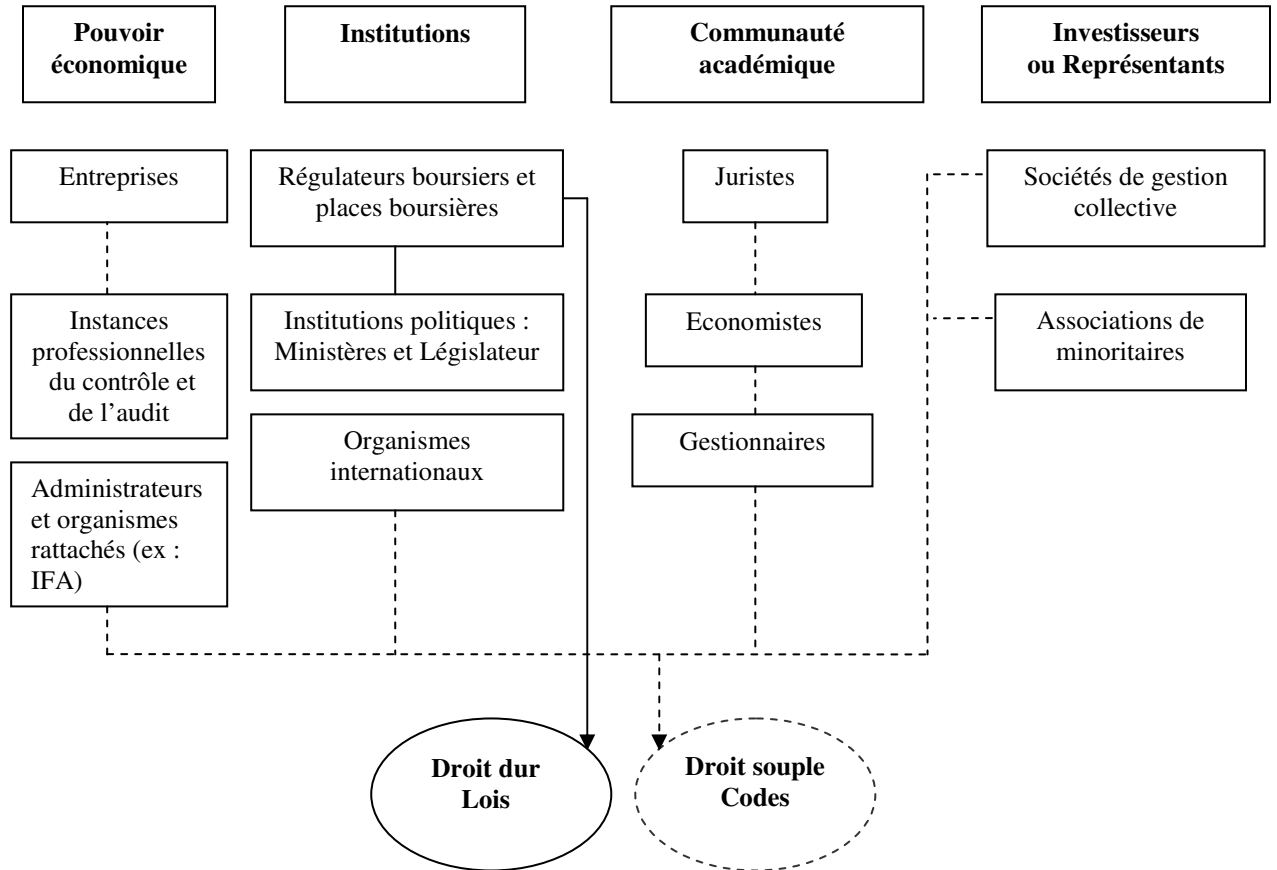 Pouvoir
économique
Institutions
Communauté
académique
Investisseurs
ou Représentants
Entreprises
Régulateurs boursiers et
places boursières
Juristes
Sociétés de gestion
collective
Instances
professionnelles
du contrôle et
de l'audit
Institutions politiques :
Ministères et Législateur
Economistes
Associations de
minoritaires
Organismes
internationaux
Gestionnaires
Administrateurs
et organismes
rattachés (ex :
IFA)
Droit dur
Lois
Droit souple
Codes